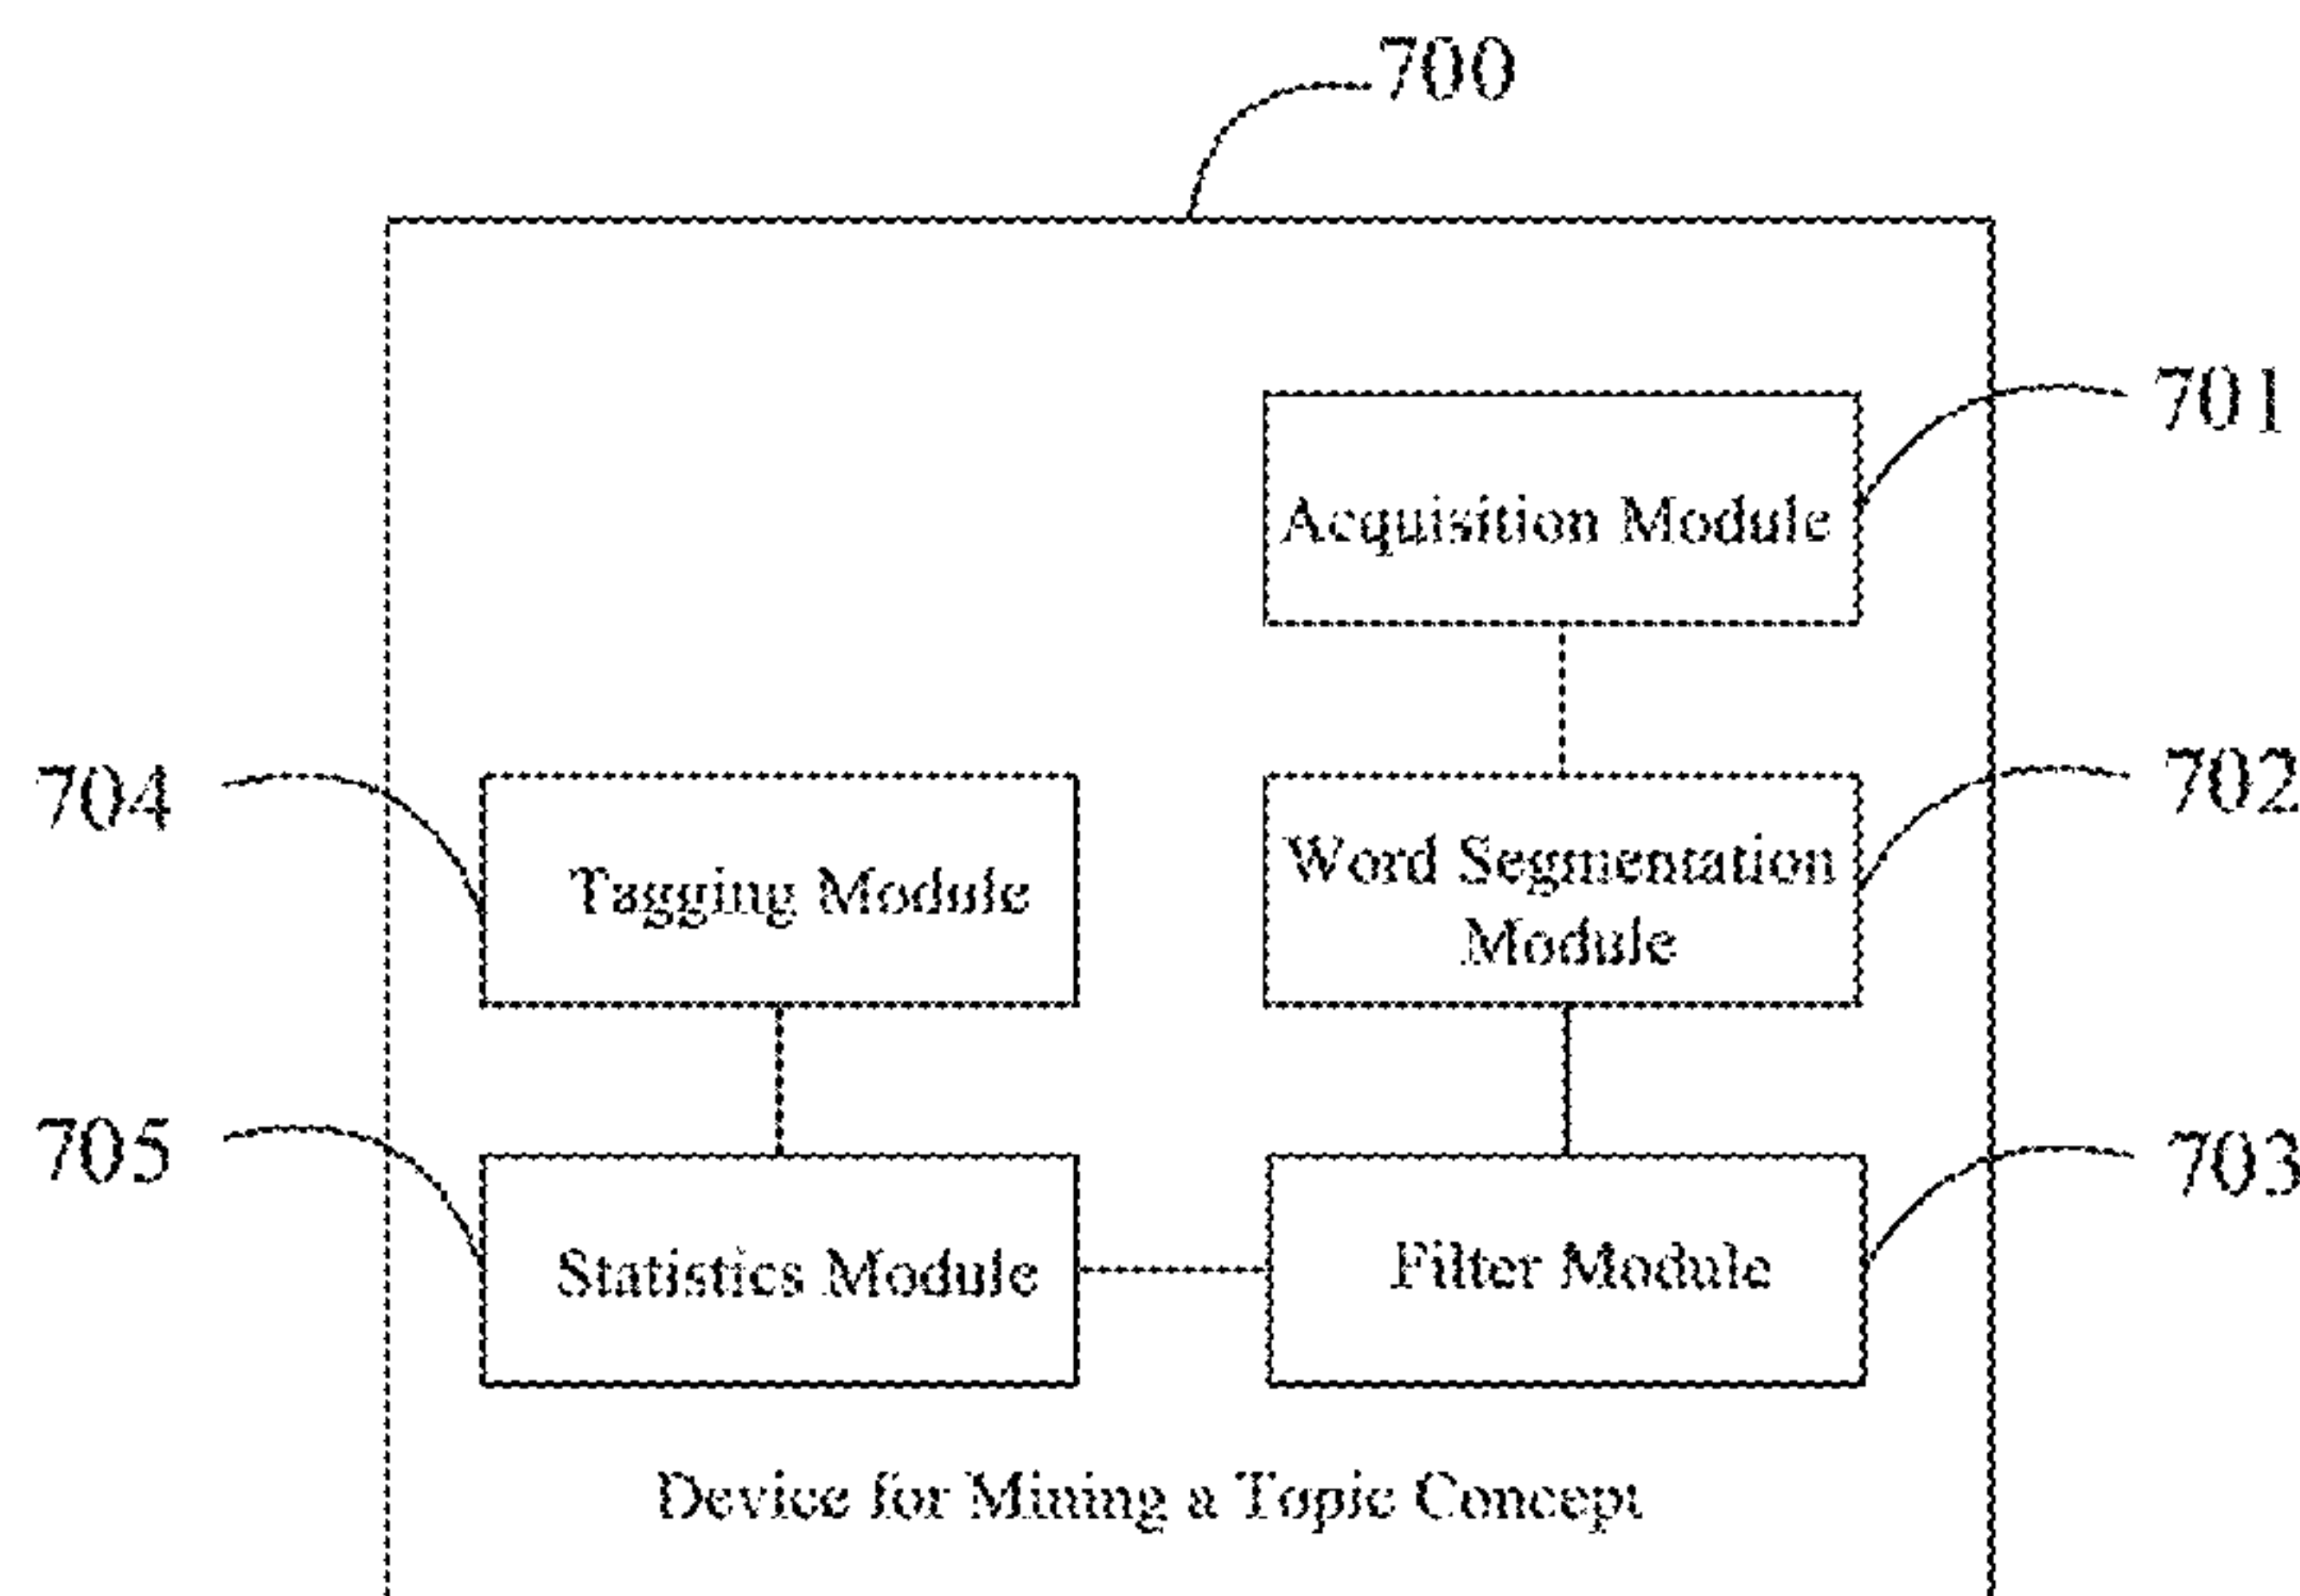 700
701
Acquisition Module
704
702
Tagging Module
Word Segmentation
Module
705
703
Statistics Module
Filter Module
Device for Mining a Topic Concept